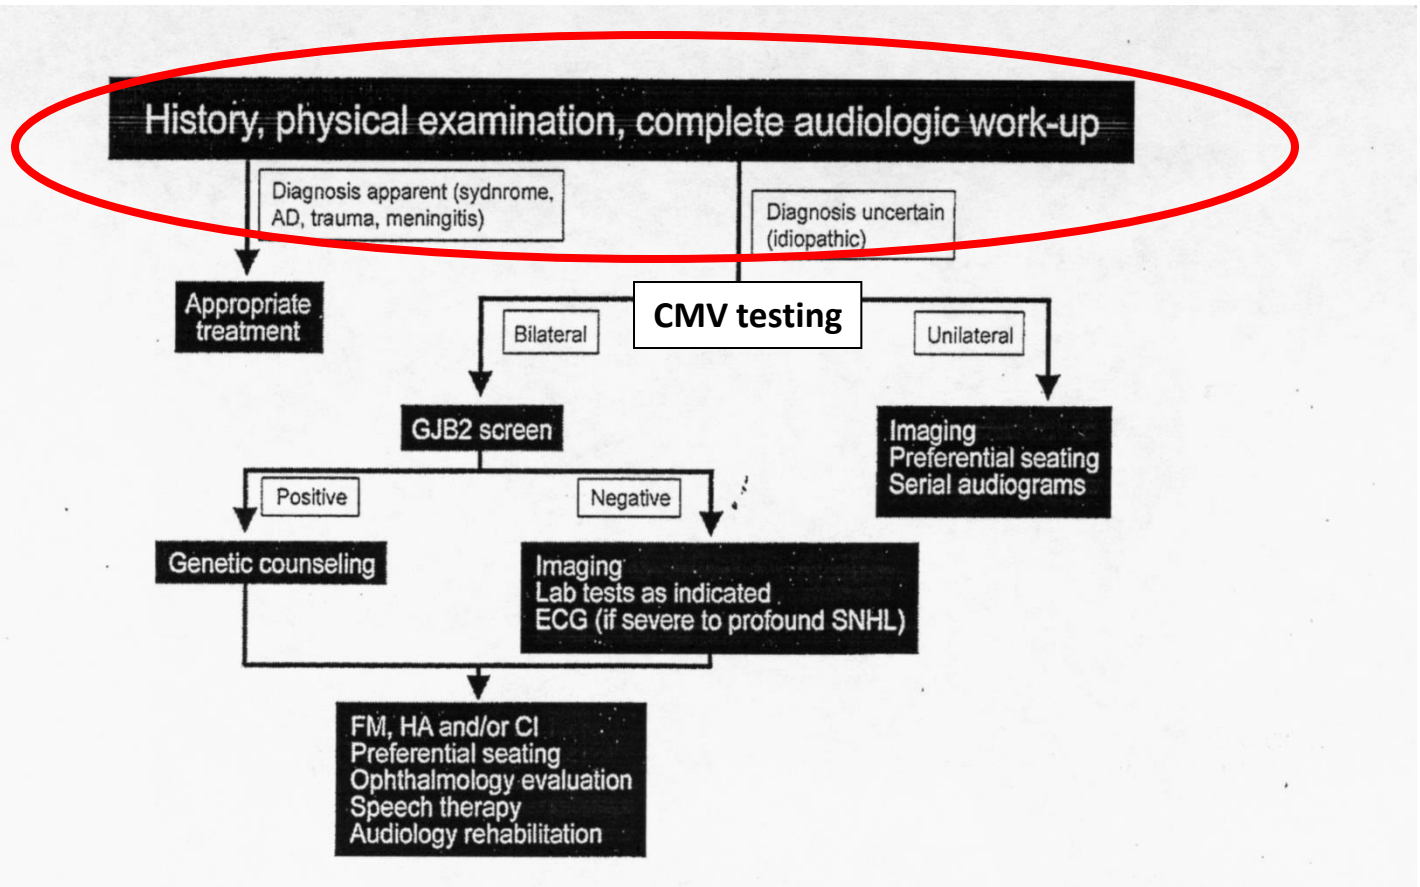 History, physical examination, complete audiologic work-up
Diagnosis apparent (sydnrome,
AD, trauma, meningitis)
Diagnosis uncertain
(idiopathic)
Appropriate
treatment
CMV testing
Bilateral
Unilateral
GJB2 screen
Imaging
Preferential seating
Serial audiograms
Positive
Negative
Genetic counseling
Imaging
Lab tests as indicated
ECG (if severe to profound SNHL)
FM, HA and/or CI
Preferential seating
Ophthalmology evaluation
Speech therapy
Audiology rehabilitation